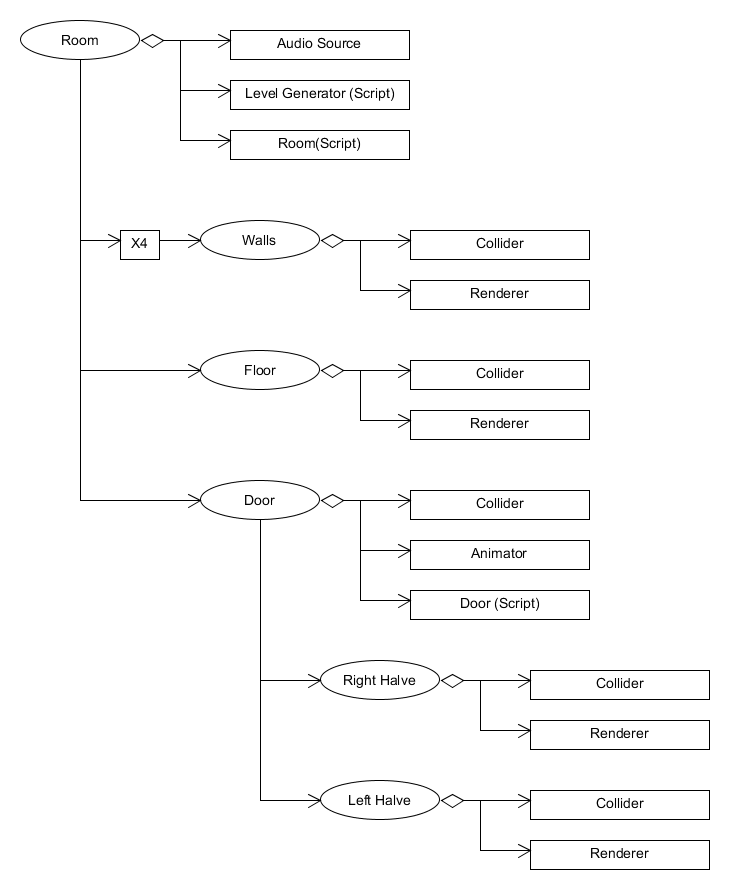 Room
Audio Source
Level Generator (Script)
Room(Script)
X4
Walls
Collider
Renderer
Floor
Collider
Renderer
Door
Collider
Animator
Door (Script)
Right Halve
Collider
Renderer
Left Halve
Collider
Renderer